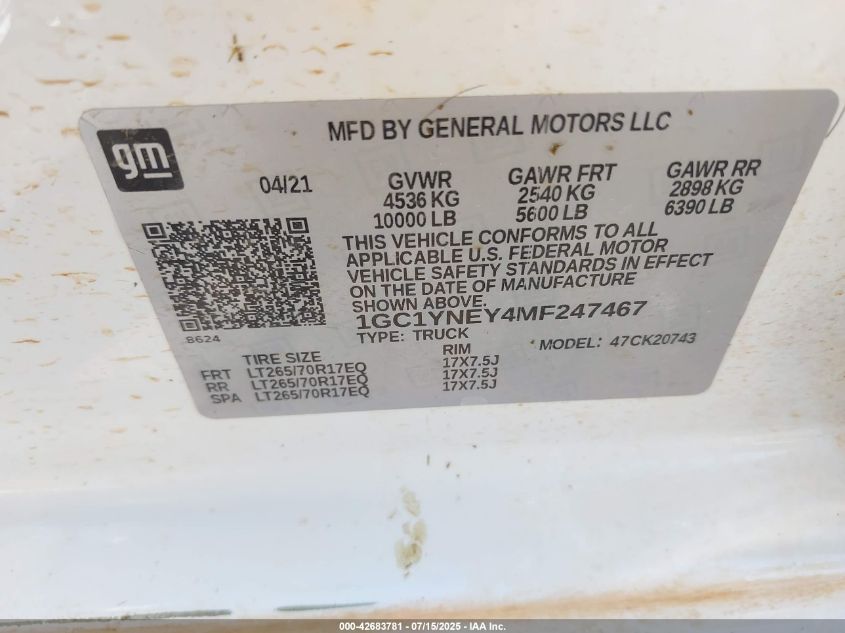 gm
MFD BY GENERAL MOTORS LLC
04/21
GVWR GAWR FRT GAWR RR
4536 KG 2540 KG 2898 KG
10000 LB 5600 LB 6390 LB
THIS VEHICLE CONFORMS TO ALL
APPLICABLE U.S. FEDERAL MOTOR
VEHICLE SAFETY STANDARDS IN EFFECT
ON THE DATE OF MANUFACTURE
SHOWN ABOVE.
1GC1YNEY4MF247467
8624
TYPE: TRUCK MODEL: 47CK20743
TIRE SIZE RIM
FRT LT265/70R17EQ 17X7.5J
RR LT265/70R17EQ 17X7.5J
SPA LT265/70R17EQ 17X7.5J
000-42683781 - 07/15/2025 - IAA Inc.